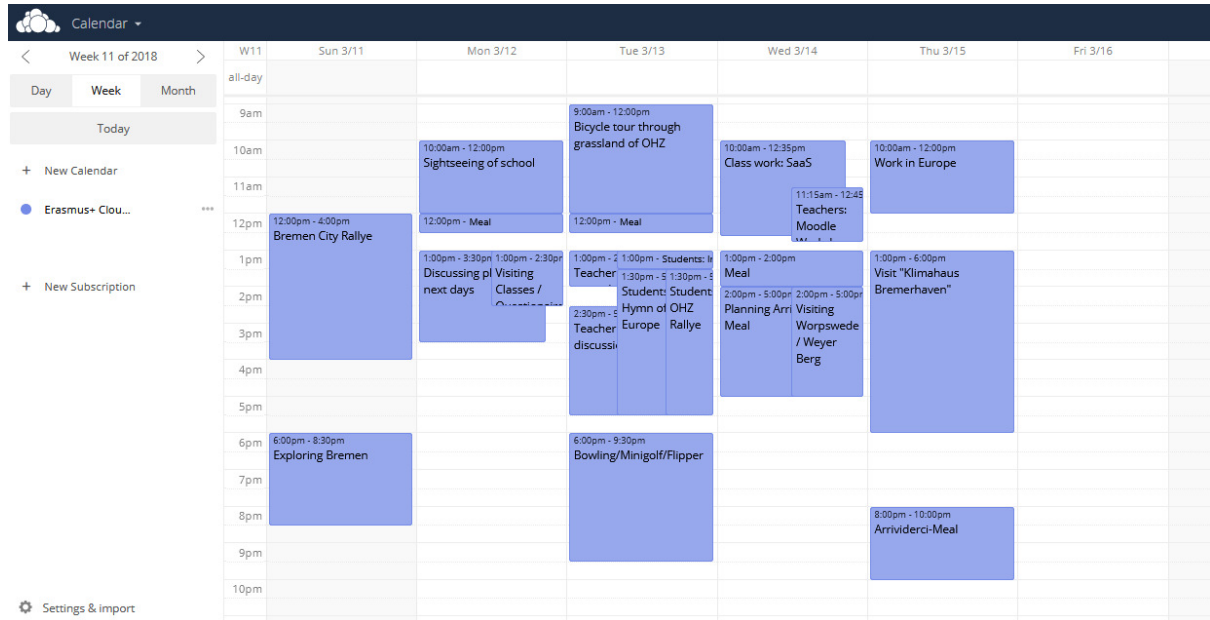 Calendar
Week 11 of 2018
Day Week Month
Today
+ New Calendar
Erasmus+ Clou...
+ New Subscription
Settings & import
W11 Sun 3/11 Mon 3/12 Tue 3/13 Wed 3/14 Thu 3/15 Fri 3/16
all-day
9am
10am
11am
12pm
1pm
2pm
3pm
4pm
5pm
6pm
7pm
8pm
9pm
10pm
12:00pm - 4:00pm
Bremen City Rallye
6:00pm - 8:30pm
Exploring Bremen
10:00am - 12:00pm
Sightseeing of school
12:00pm - Meal
1:00pm - 3:30pm
Discussing pl
next days
1:00pm - 2:30pm
Visiting
Classes /
9:00am - 12:00pm
Bicycle tour through
grassland of OHZ
12:00pm - Meal
1:00pm - 2
Teacher
1:00pm - Students: I
2:30pm - 5
Teacher
discussi
1:30pm - 5
Students
Hymn of
Europe
1:30pm - 5
Student
OHZ
Rallye
6:00pm - 9:30pm
Bowling/Minigolf/Flipper
10:00am - 12:35pm
Class work: SaaS
11:15am - 12:45
Teachers:
Moodle
1:00pm - 2:00pm
Meal
2:00pm - 5:00pm
Planning Arri
Meal
2:00pm - 5:00pm
Visiting
Worpswede
/ Weyer
Berg
10:00am - 12:00pm
Work in Europe
1:00pm - 6:00pm
Visit "Klimahaus
Bremerhaven"
8:00pm - 10:00pm
Arrividerci-Meal